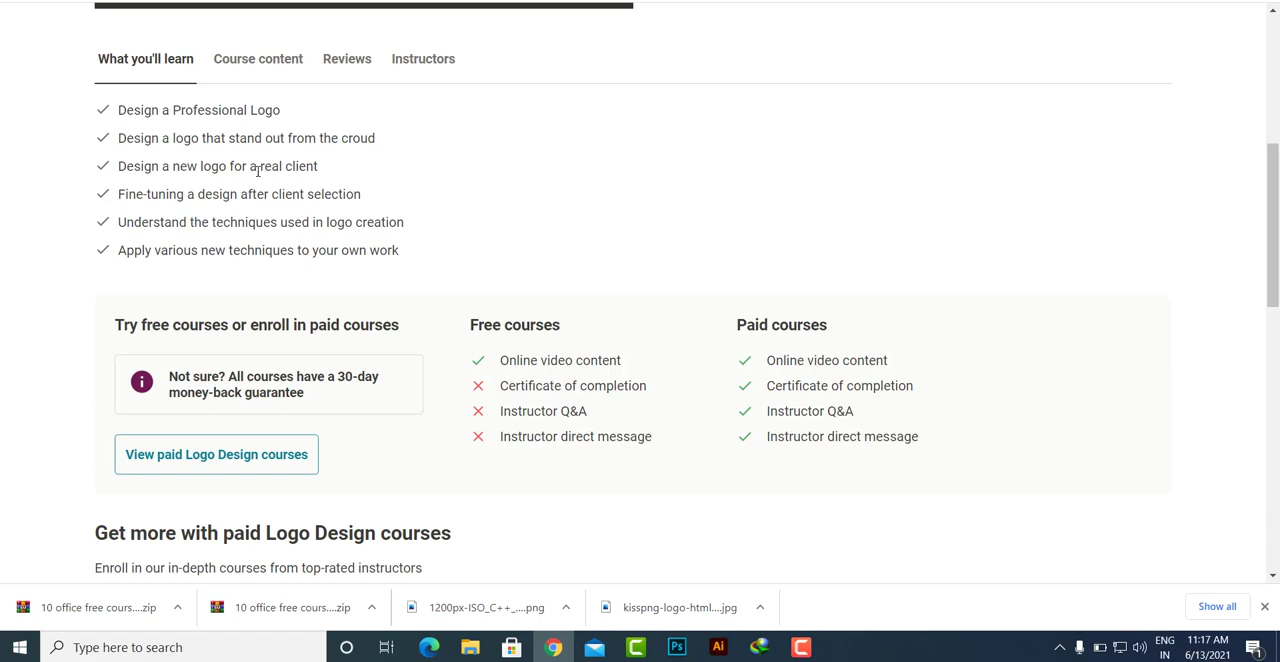 What you'll learn Course content Reviews Instructors
Design a Professional Logo
Design a logo that stand out from the croud
Design a new logo for a real client
Fine-tuning a design after client selection
Understand the techniques used in logo creation
Apply various new techniques to your own work
Try free courses or enroll in paid courses
Not sure? All courses have a 30-day
money-back guarantee
View paid Logo Design courses
Free courses
Online video content
Certificate of completion
Instructor Q&A
Instructor direct message
Paid courses
Online video content
Certificate of completion
Instructor Q&A
Instructor direct message
Get more with paid Logo Design courses
Enroll in our in-depth courses from top-rated instructors
10 office free cours....zip 10 office free cours....zip 1200px-ISO_C++_....png kisspng-logo-html....jpg Show all
Type here to search
Ps Ai
ENG
IN
11:17 AM
6/13/2021
1